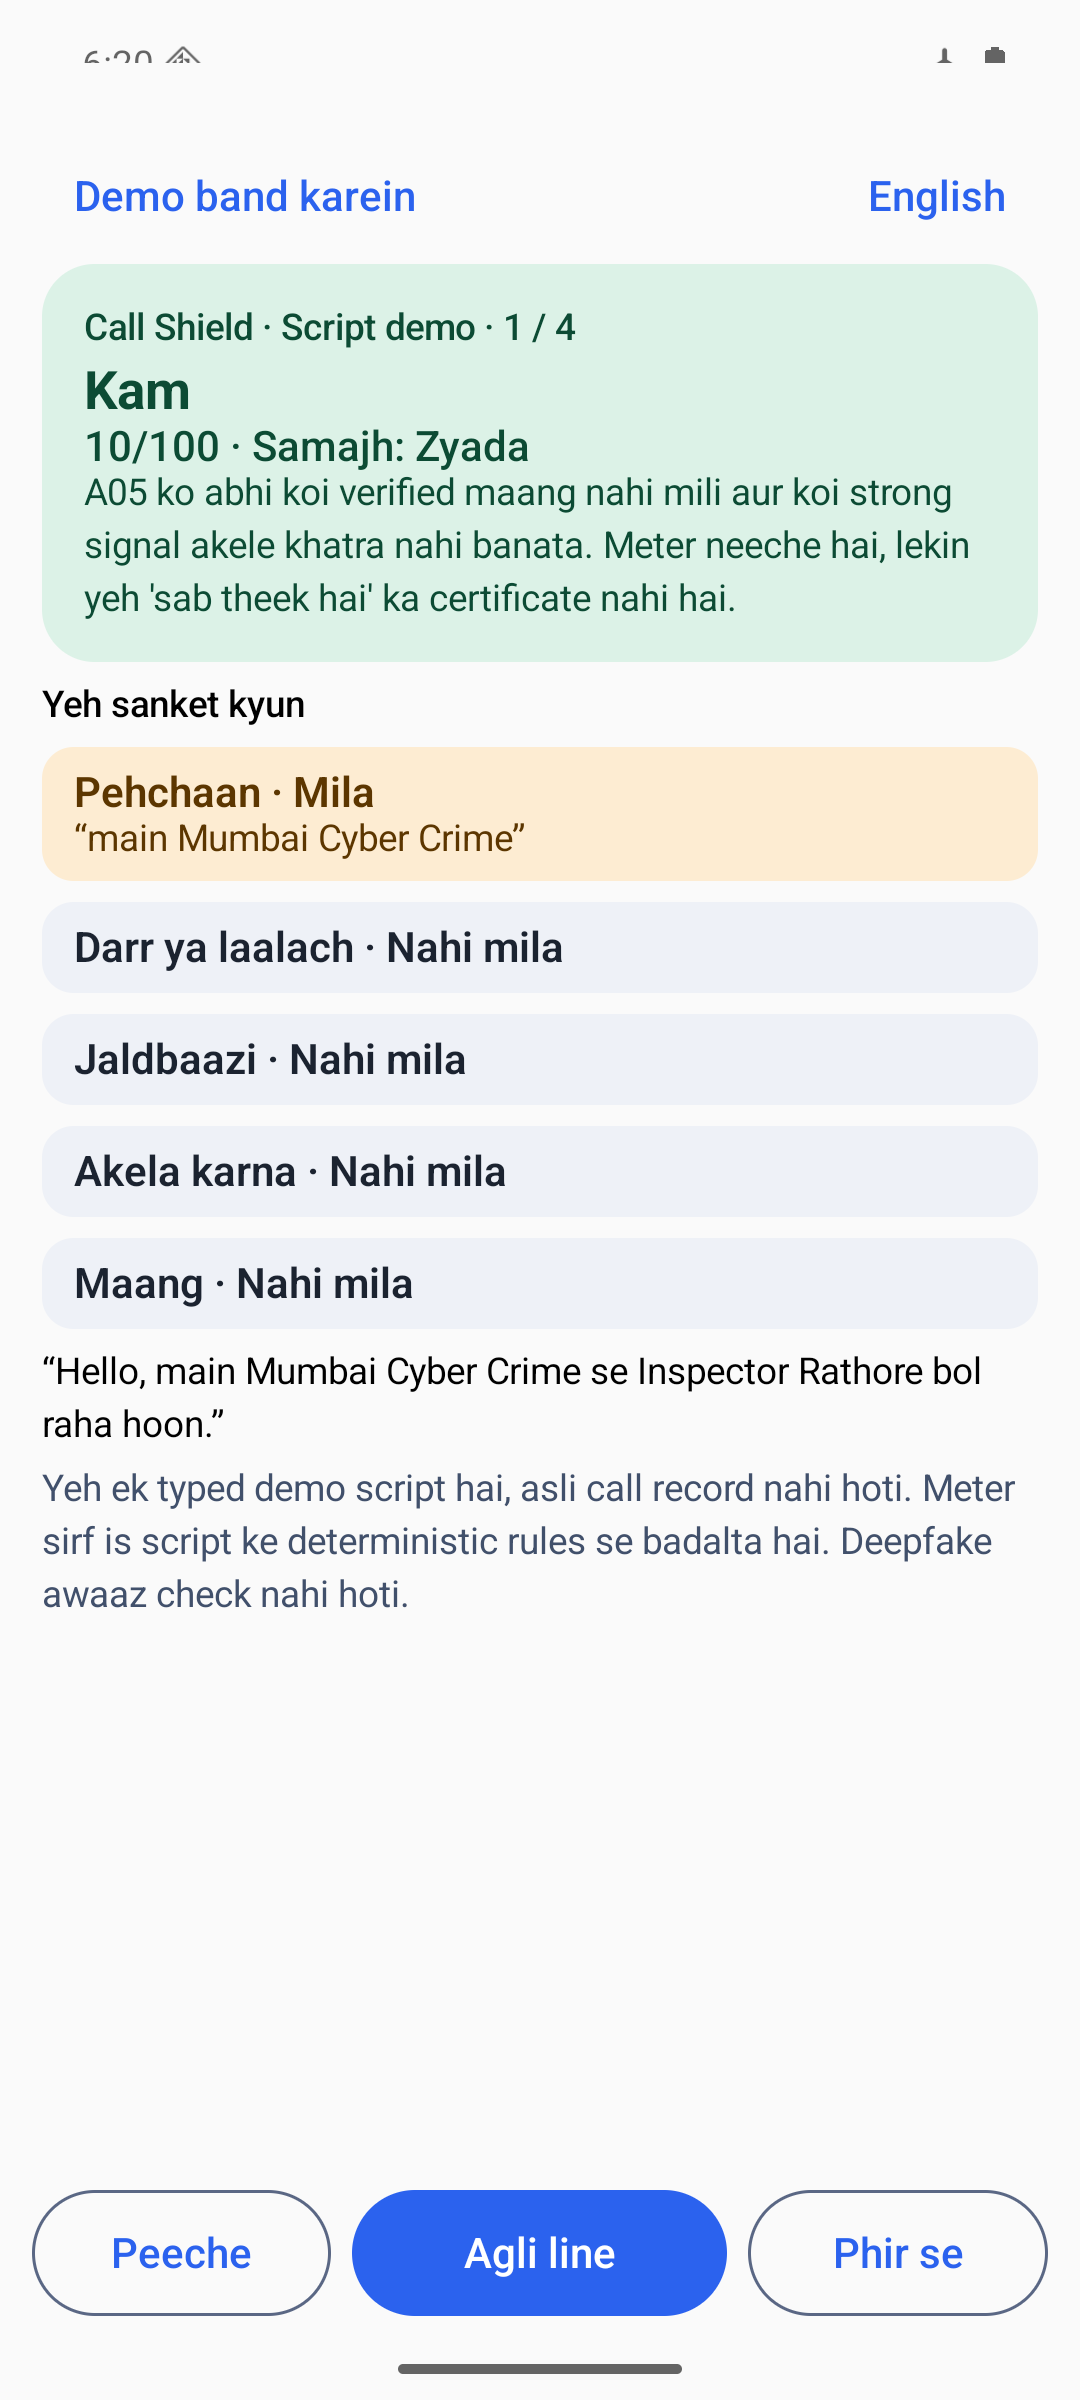 6:20
Demo band karein
English
Call Shield · Script demo · 1 / 4
Kam
10/100 · Samajh: Zyada
A05 ko abhi koi verified maang nahi mili aur koi strong
signal akele khatra nahi banata. Meter neeche hai, lekin
yeh 'sab theek hai' ka certificate nahi hai.
Yeh sanket kyun
Pehchaan · Mila
“main Mumbai Cyber Crime”
Darr ya laalach · Nahi mila
Jaldbaazi · Nahi mila
Akela karna · Nahi mila
Maang · Nahi mila
“Hello, main Mumbai Cyber Crime se Inspector Rathore bol
raha hoon.”
Yeh ek typed demo script hai, asli call record nahi hoti. Meter
sirf is script ke deterministic rules se badalta hai. Deepfake
awaaz check nahi hoti.
Peeche
Agli line
Phir se